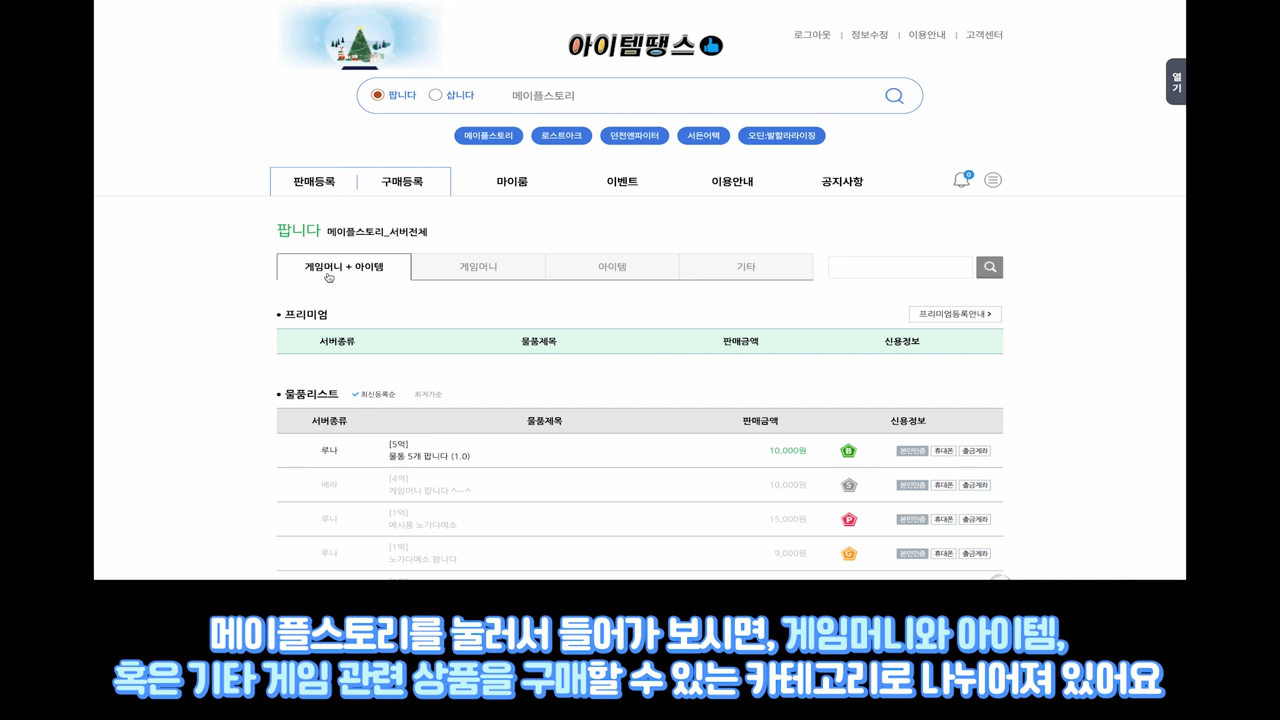 아이템땡스
로그아웃 | 정보수정 | 이용안내 | 고객센터
열기
팝니다 삽니다 메이플스토리
메이플스토리 로스트아크 던전앤파이터 서든어택 오딘:발할라라이징
판매등록 | 구매등록 마이룸 이벤트 이용안내 공지사항 0
팝니다 메이플스토리_서버전체
게임머니 + 아이템 게임머니 아이템 기타
• 프리미엄 프리미엄등록안내 >
서버종류 물품제목 판매금액 신용정보
• 물품리스트 최신등록순 최저가순
서버종류 물품제목 판매금액 신용정보
[5억]
루나 물통 5개 팝니다 (1.0) 10,000원 B 본인인증 휴대폰 출금계좌
[4억]
베라 게임머니 팝니다 ^ㅡ^ 10,000원 S 본인인증 휴대폰 출금계좌
[1억]
루나 예시용 노가다메소 15,000원 P 본인인증 휴대폰 출금계좌
[1억]
루나 노가다메소 팜니다 9,000원 G 본인인증 휴대폰 출금계좌
메이플스토리를 눌러서 들어가 보시면, 게임머니와 아이템,
혹은 기타 게임 관련 상품을 구매할 수 있는 카테고리로 나뉘어져 있어요